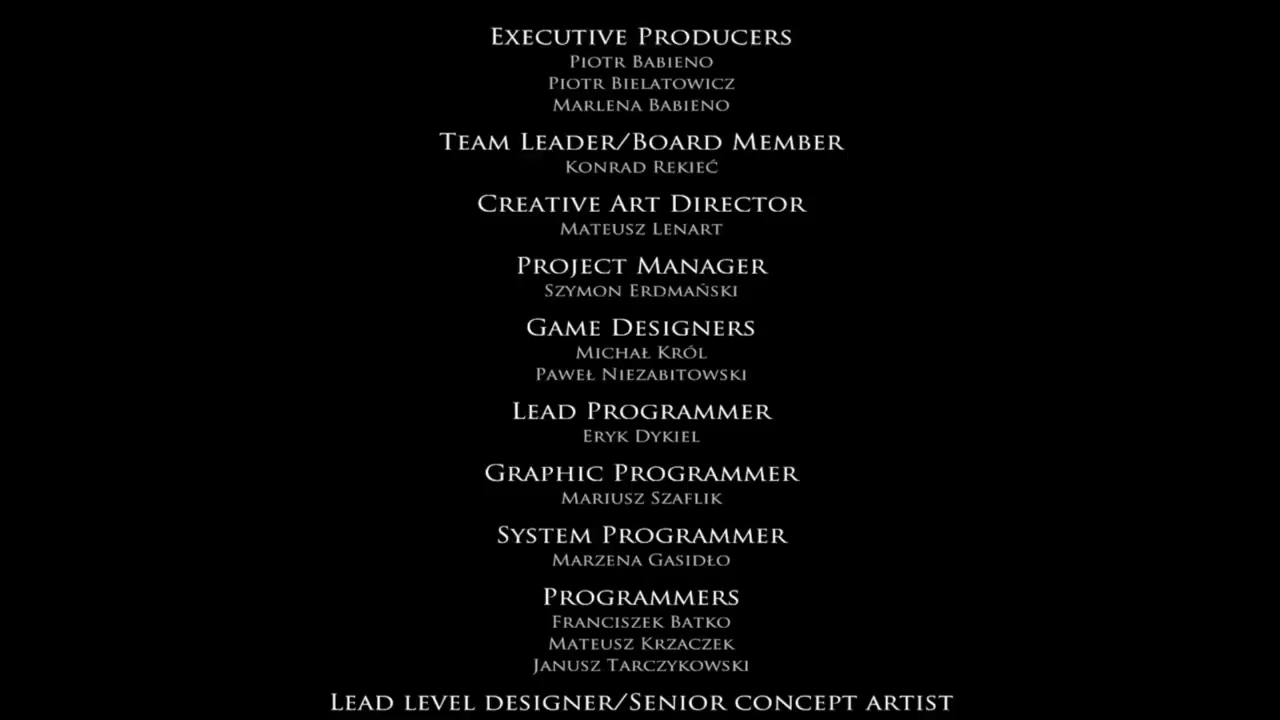 Executive Producers
Piotr Babieno
Piotr Bielatowicz
Marlena Babieno
Team Leader/Board Member
Konrad Rekieć
Creative Art Director
Mateusz Lenart
Project Manager
Szymon Erdmański
Game Designers
Michał Król
Paweł Niezabitowski
Lead Programmer
Eryk Dykiel
Graphic Programmer
Mariusz Szaflik
System Programmer
Marzena Gasidło
Programmers
Franciszek Batko
Mateusz Krzaczek
Janusz Tarczykowski
Lead level designer/Senior concept artist